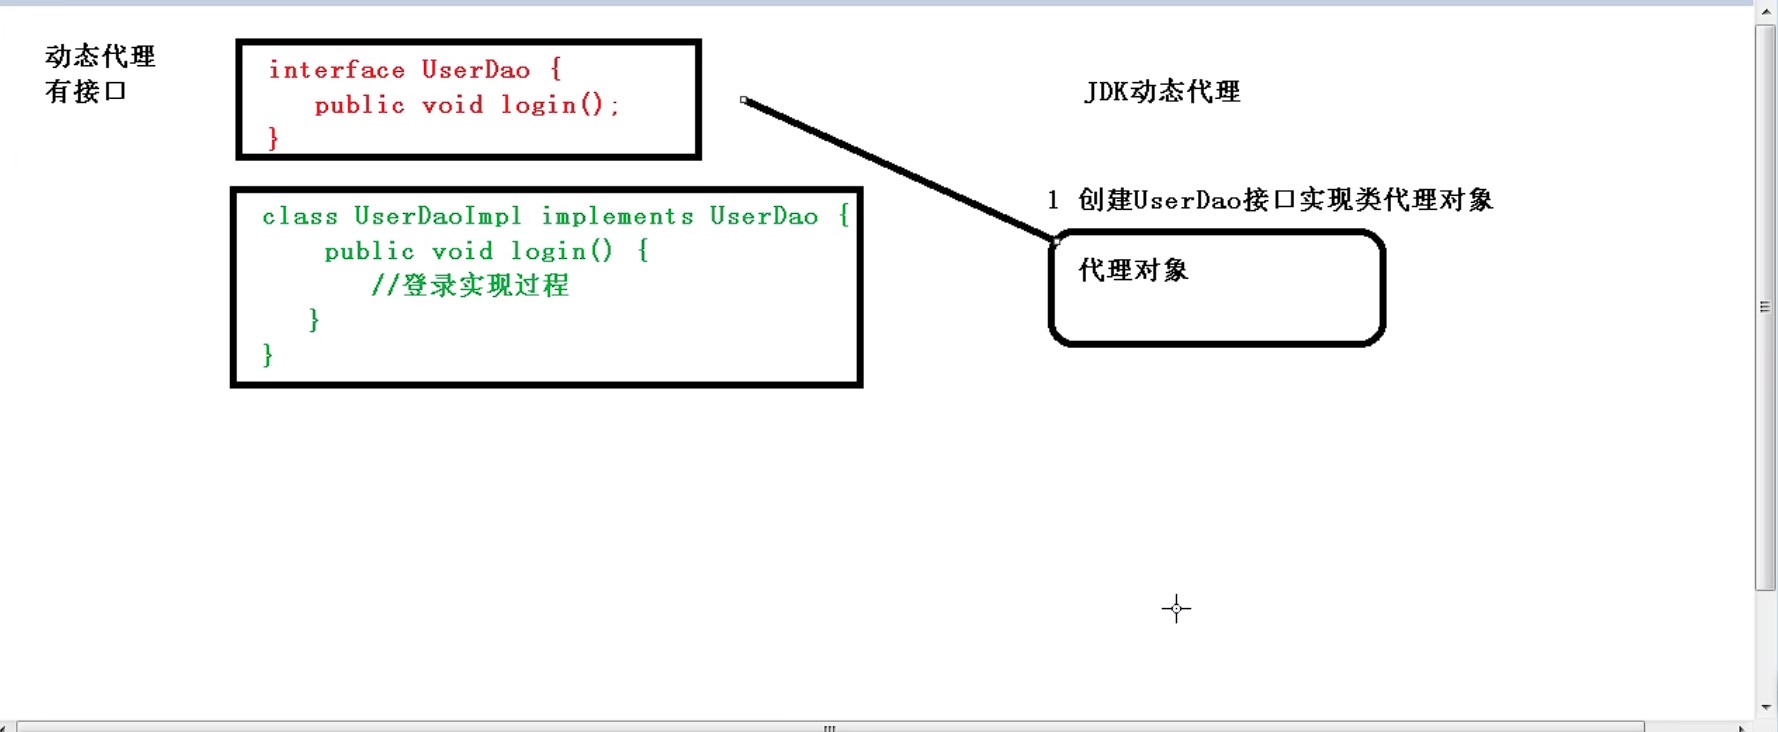 动态代理
有接口
interface UserDao {
public void login();
}
class UserDaoImpl implements UserDao {
public void login() {
//登录实现过程
}
}
JDK动态代理
1 创建UserDao接口实现类代理对象
代理对象